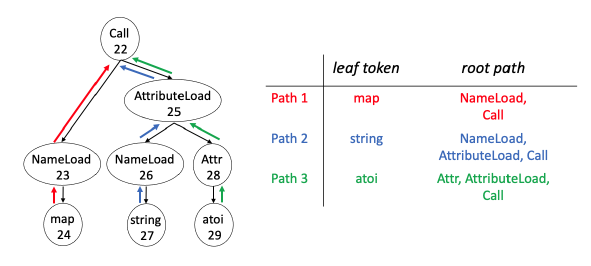 Call
22
AttributeLoad
25
NameLoad
23
NameLoad
26
Attr
28
map
24
string
27
atoi
29
leaf token root path
Path 1 map NameLoad,
Call
Path 2 string NameLoad,
AttributeLoad, Call
Path 3 atoi Attr, AttributeLoad,
Call